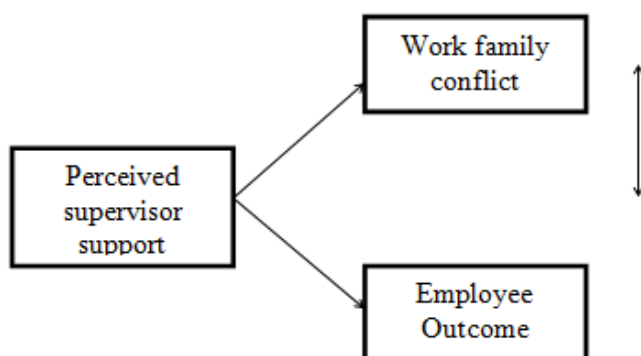 Work family
conflict
Perceived
supervisor
support
Employee
Outcome